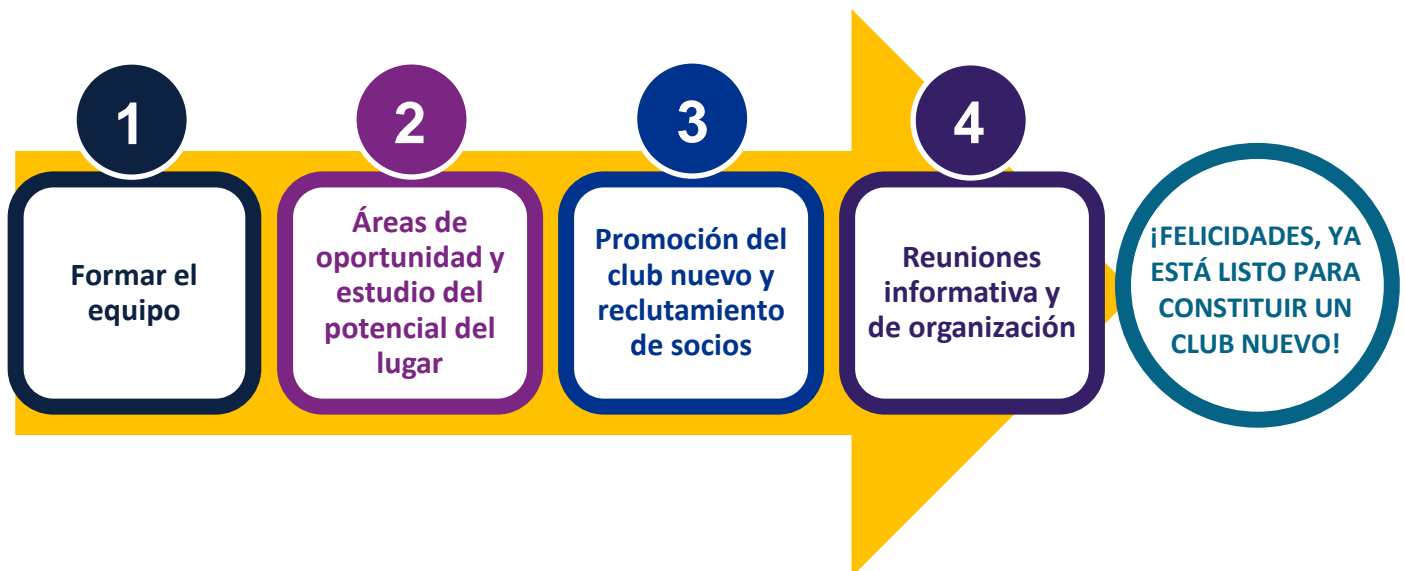 1
Formar el
equipo
2
Áreas de
oportunidad y
estudio del
potencial del
lugar
3
Promoción del
club nuevo y
reclutamiento
de socios
4
Reuniones
informativa y
de organización
¡FELICIDADES, YA
ESTÁ LISTO PARA
CONSTITUIR UN
CLUB NUEVO!